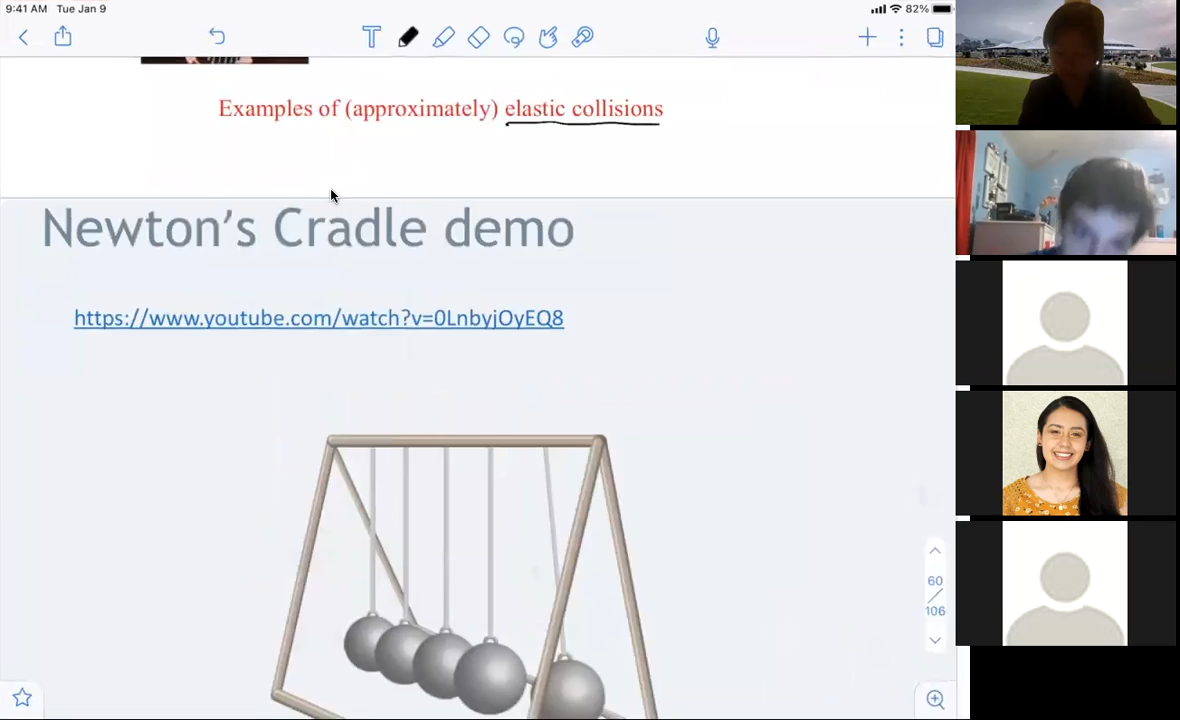 9:41 AM Tue Jan 9
82%
T
Examples of (approximately) elastic collisions
Newton's Cradle demo
https://www.youtube.com/watch?v=0LnbyjOyEQ8
60
106